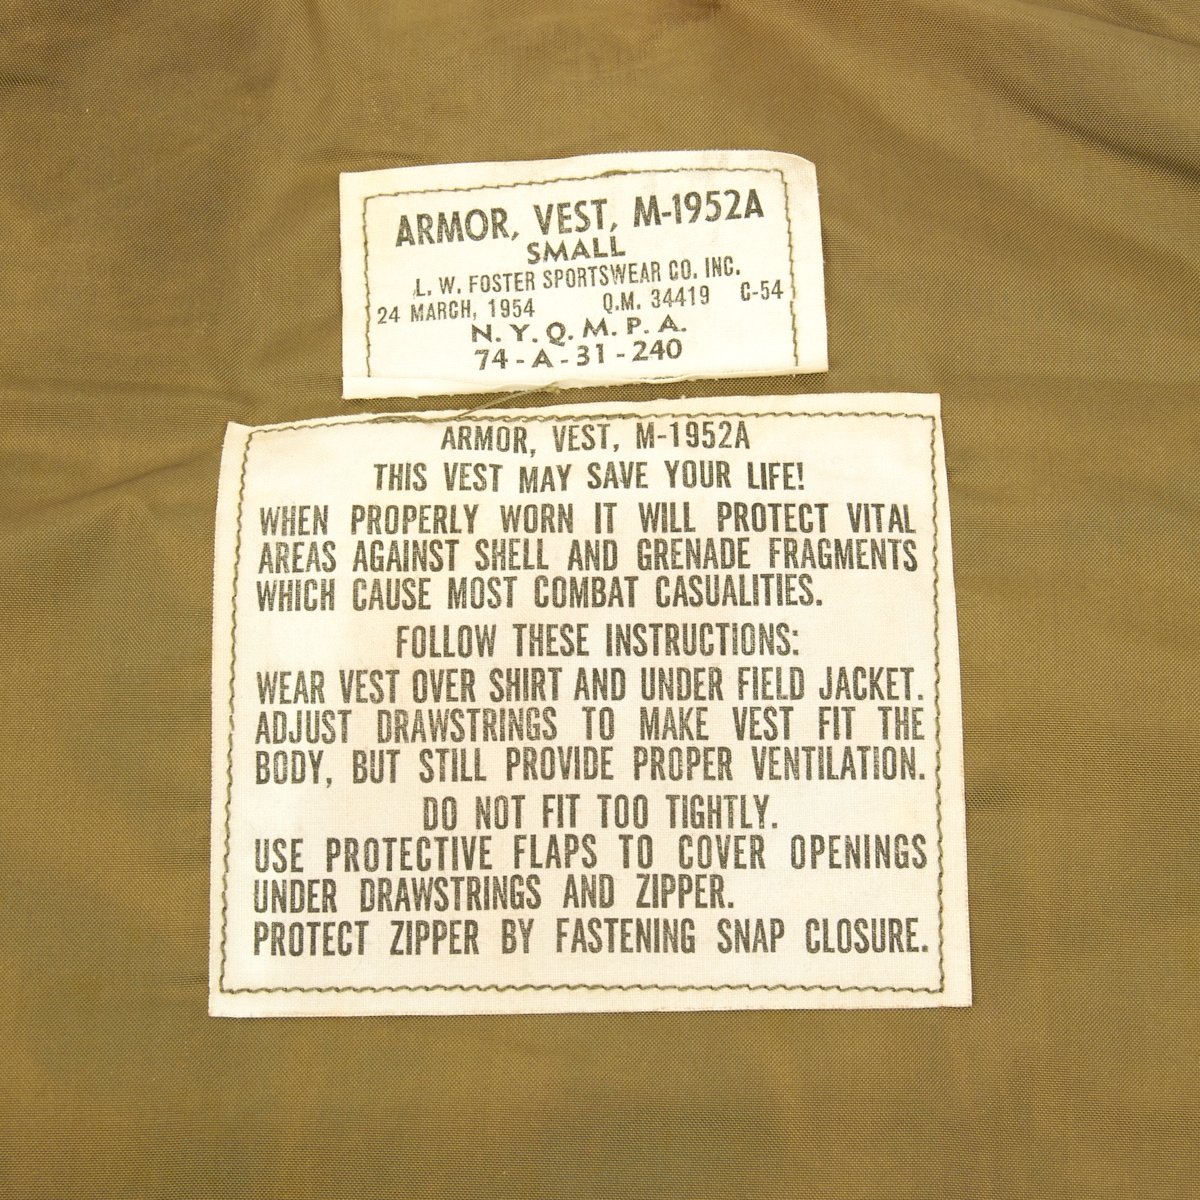 ARMOR, VEST, M-1952A
SMALL
L. W. FOSTER SPORTSWEAR CO. INC.
24 MARCH, 1954 Q.M. 34419 C-54
N. Y. Q. M. P. A.
74 - A - 31 - 240
ARMOR, VEST, M-1952A
THIS VEST MAY SAVE YOUR LIFE!
WHEN PROPERLY WORN IT WILL PROTECT VITAL
AREAS AGAINST SHELL AND GRENADE FRAGMENTS
WHICH CAUSE MOST COMBAT CASUALITIES.
FOLLOW THESE INSTRUCTIONS:
WEAR VEST OVER SHIRT AND UNDER FIELD JACKET.
ADJUST DRAWSTRINGS TO MAKE VEST FIT THE
BODY, BUT STILL PROVIDE PROPER VENTILATION.
DO NOT FIT TOO TIGHTLY.
USE PROTECTIVE FLAPS TO COVER OPENINGS
UNDER DRAWSTRINGS AND ZIPPER.
PROTECT ZIPPER BY FASTENING SNAP CLOSURE.